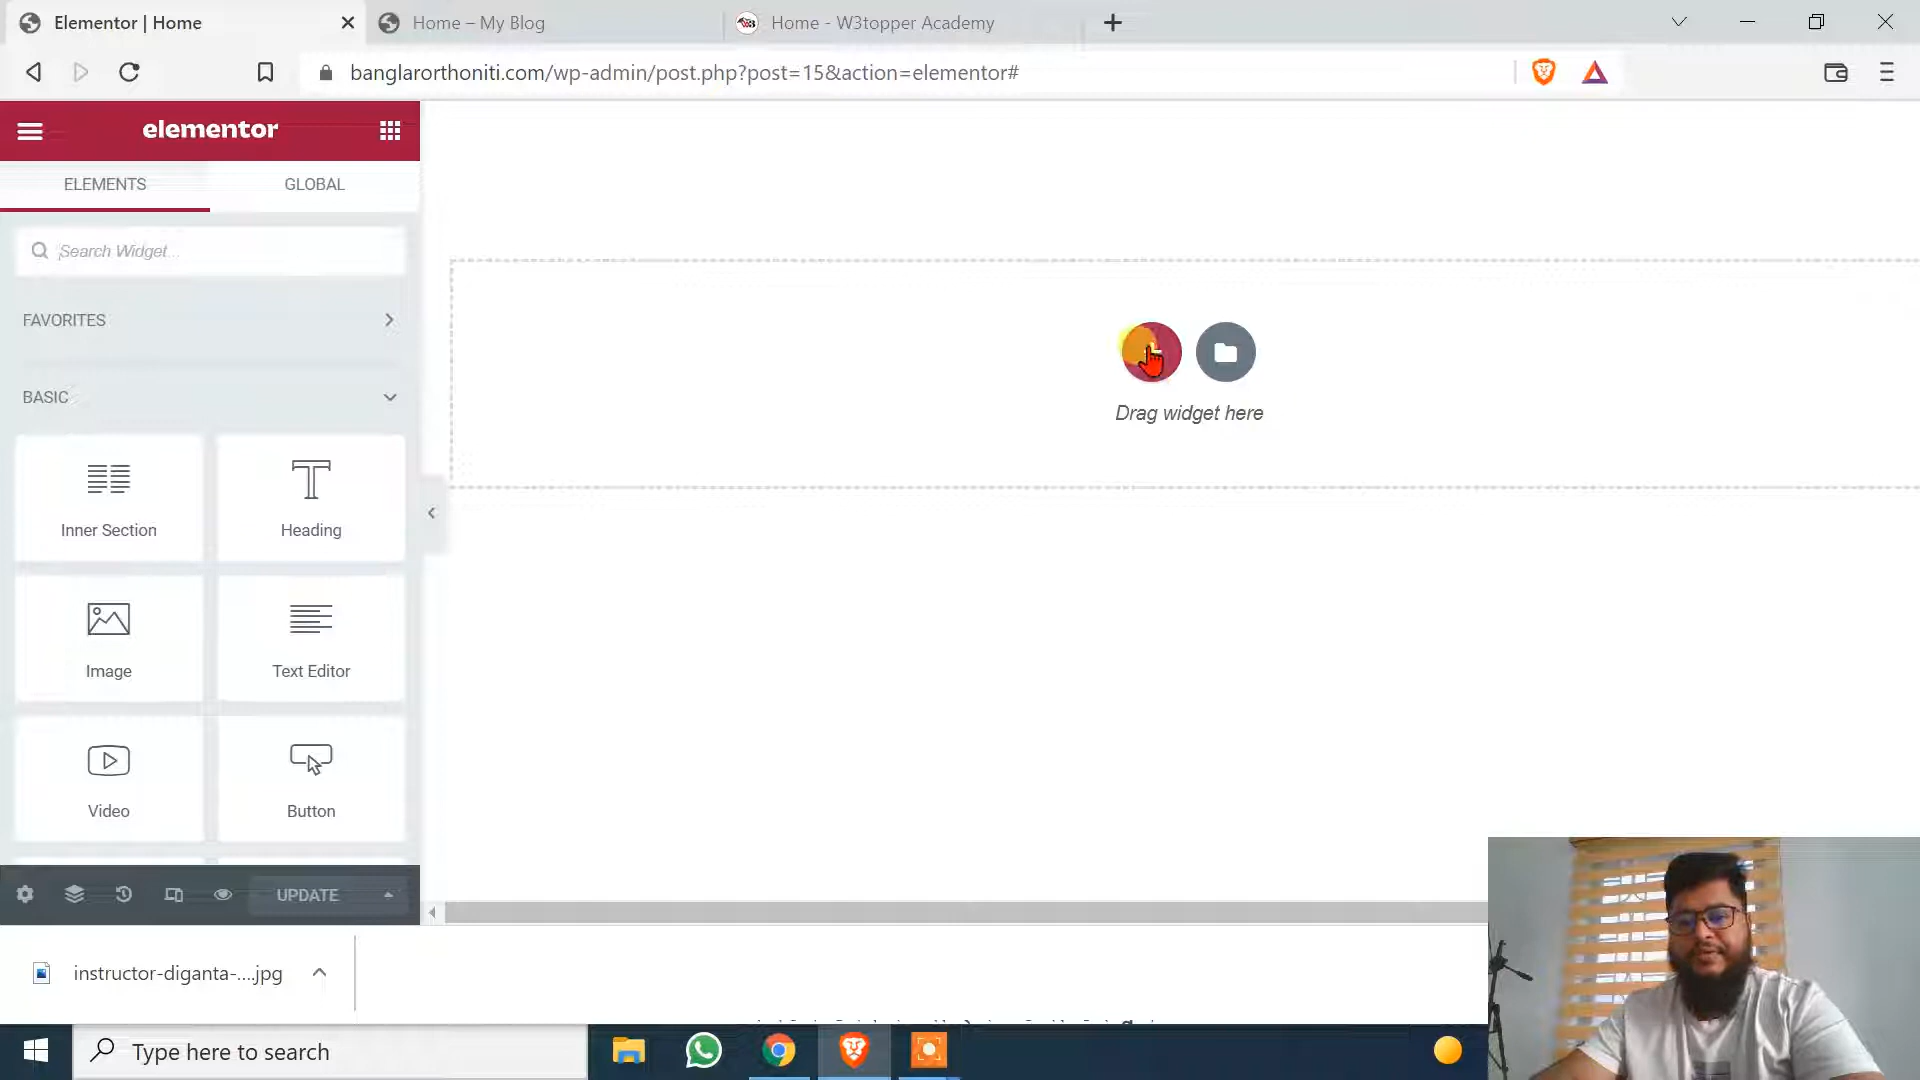 Elementor | Home
Home – My Blog
Home - W3topper Academy
banglarorthoniti.com/wp-admin/post.php?post=15&action=elementor#
elementor
ELEMENTS
GLOBAL
Search Widget...
FAVORITES
BASIC
Inner Section
Heading
Image
Text Editor
Video
Button
Drag widget here
UPDATE
instructor-diganta-....jpg
Type here to search